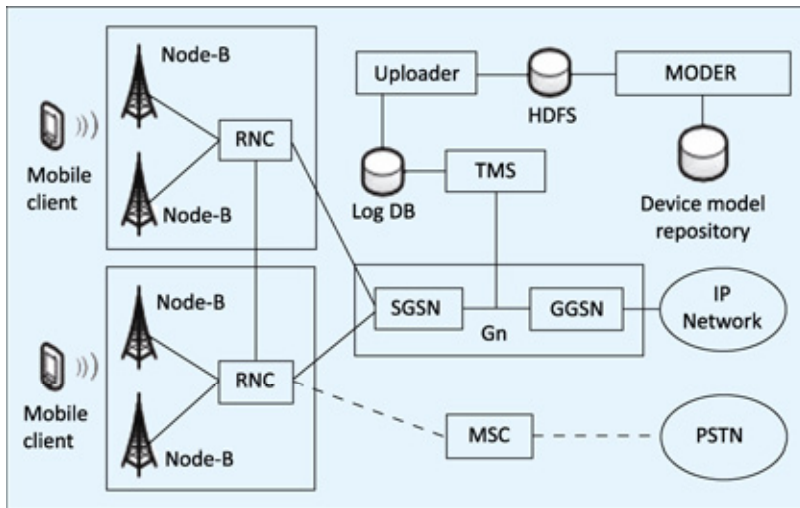 Node-B
Uploader
MODER
HDFS
RNC
Mobile
client
Node-B
Log DB
TMS
Device model
repository
Node-B
SGSN
GGSN
Gn
IP
Network
RNC
Mobile
client
Node-B
MSC
PSTN